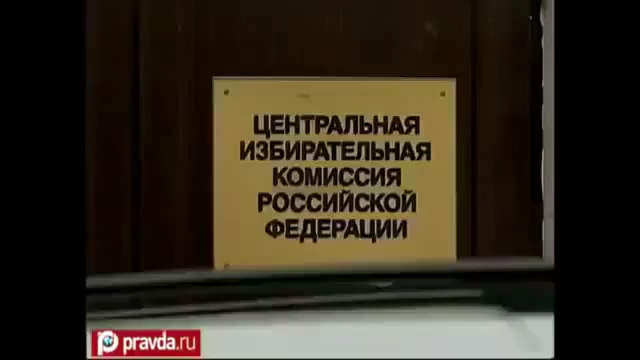 ЦЕНТРАЛЬНАЯ
ИЗБИРАТЕЛЬНАЯ
КОМИССИЯ
РОССИЙСКОЙ
ФЕДЕРАЦИИ
pravda.ru